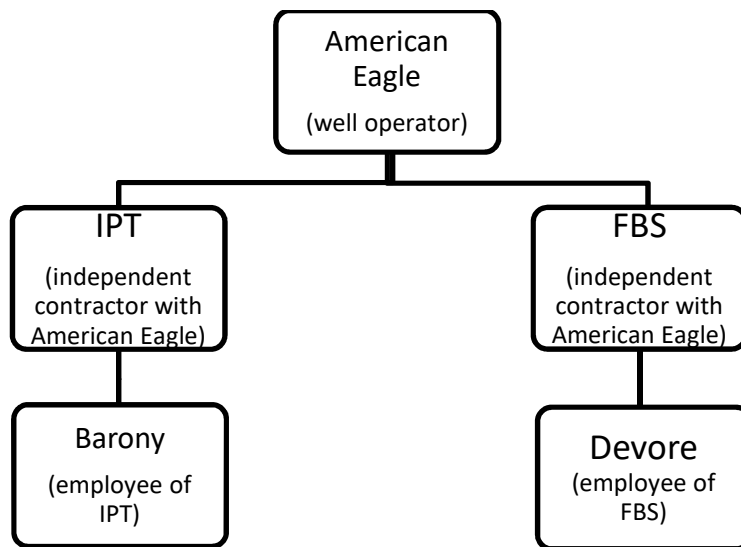 American
Eagle
(well operator)
IPT
(independent
contractor with
American Eagle)
FBS
(independent
contractor with
American Eagle)
Barony
(employee of
IPT)
Devore
(employee of
FBS)